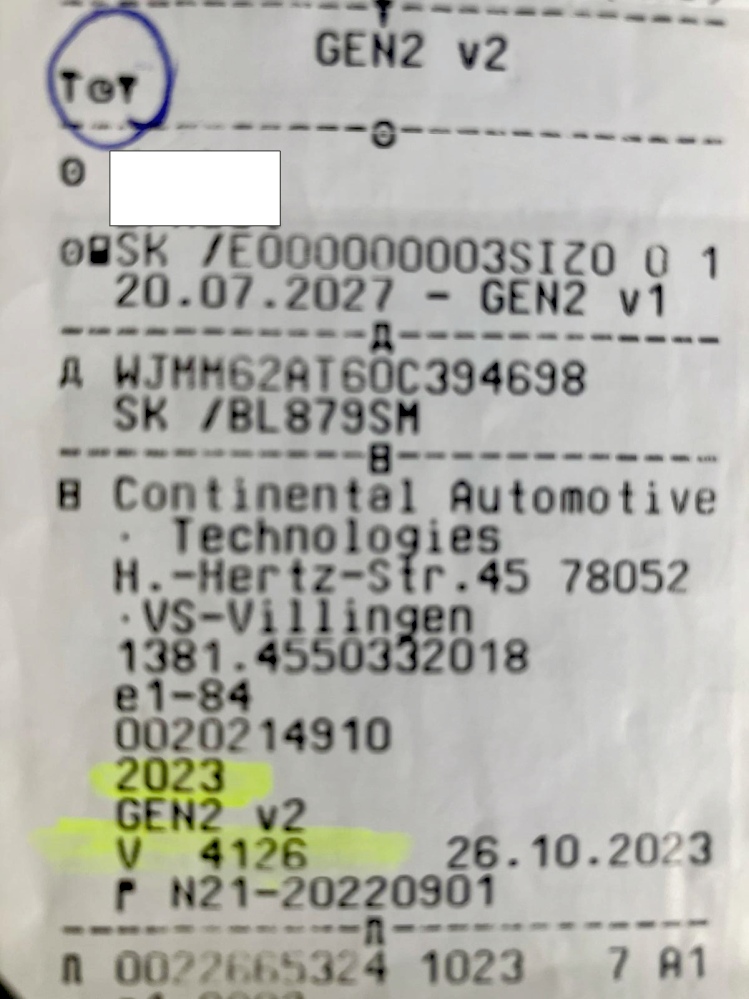 GEN2 v2
SK /E000000003SIZ0 0 1
20.07.2027 - GEN2 v1
WJMM62AT60C394698
SK /BL879SM
B Continental Automotive
Technologies
H.-Hertz-Str.45 78052
VS-Villingen
1381.4550332018
e1-84
0020214910
2023
GEN2 v2
V 4126 26.10.2023
N21-20220901
0022665324 1023 7 A1